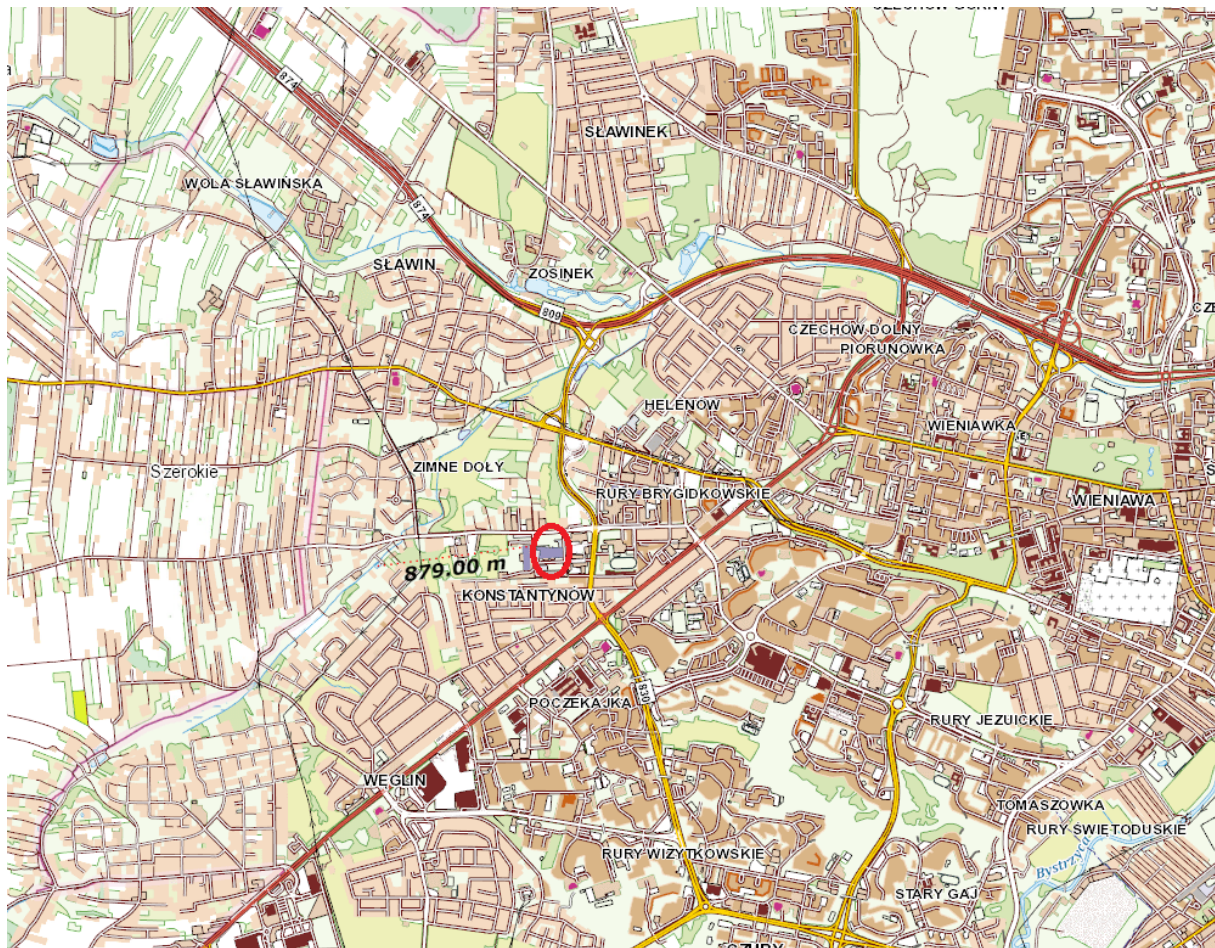 874
SŁAWINEK
WOLA SŁAWIŃSKA
874
SŁAWIN
ZOSINEK
809
CZECHÓW DOLNY
PIORUNÓWKA
HELENÓW
WIENIAWKA
ZIMNE DOŁY
Szerokie
RURY BRYGIDKOWSKIE
WIENIAWA
879.00 m
KONSTANTYNÓW
830
POCZEKAJKA
RURY JEZUICKIE
WĘGLIN
TOMASZÓWKA
RURY ŚWIĘTODUSKIE
RURY WIZYTKOWSKIE
Bystrzyca
STARY GAJ